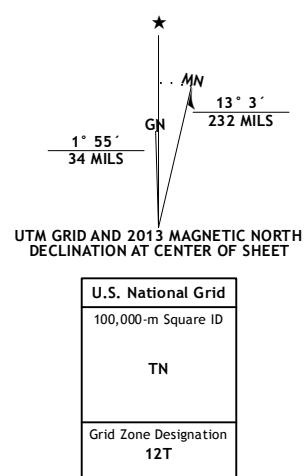 ★
MN
13° 3´
232 MILS
GN
1° 55´
34 MILS
UTM GRID AND 2013 MAGNETIC NORTH
DECLINATION AT CENTER OF SHEET
U.S. National Grid
100,000-m Square ID
TN
Grid Zone Designation
12T